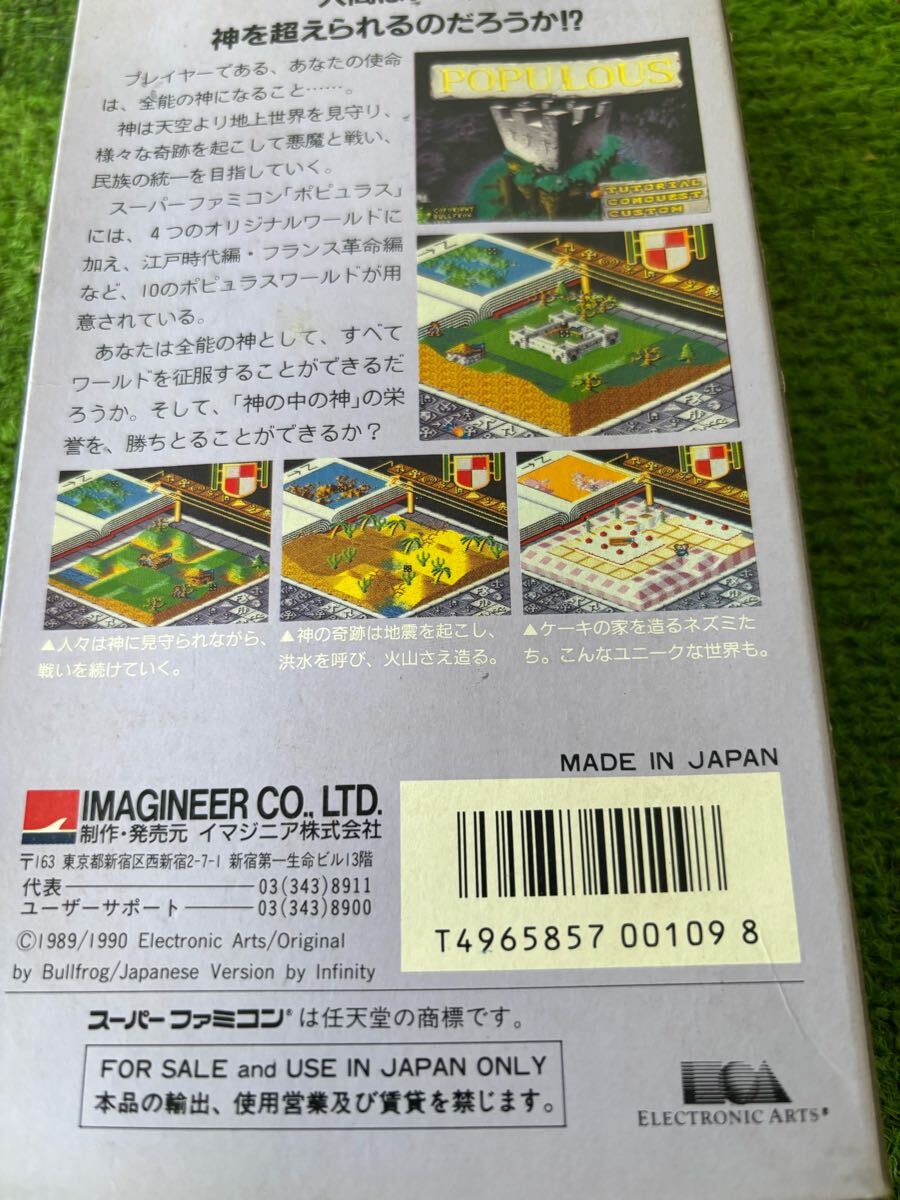 神を超えられるのだろうか!?
プレイヤーである、あなたの使命
は、全能の神になること……。
神は天空より地上世界を見守り、
様々な奇跡を起こして悪魔と戦い、
民族の統一を目指していく。
スーパーファミコン「ポピュラス」
には、4つのオリジナルワールドに
加え、江戸時代編・フランス革命編
など、10のポピュラスワールドが用
意されている。
あなたは全能の神として、すべて
ワールドを征服することができるだ
ろうか。そして、「神の中の神」の栄
誉を、勝ちとることができるか?
POPULOUS
TUTORIAL
CONQUEST
CUSTOM
COPYRIGHT
BULLFROG
▲人々は神に見守られながら、
戦いを続けていく。
▲神の奇跡は地震を起こし、
洪水を呼び、火山さえ造る。
▲ケーキの家を造るネズミた
ち。こんなユニークな世界も。
MADE IN JAPAN
IMAGINEER CO., LTD.
制作・発売元 イマジニア株式会社
〒163 東京都新宿区西新宿2-7-1 新宿第一生命ビル13階
代表 03(343)8911
ユーザーサポート 03(343)8900
©1989/1990 Electronic Arts/Original
by Bullfrog/Japanese Version by Infinity
T4965857 00109 8
スーパーファミコン®は任天堂の商標です。
FOR SALE and USE IN JAPAN ONLY
本品の輸出、使用営業及び賃貸を禁じます。
ELECTRONIC ARTS®